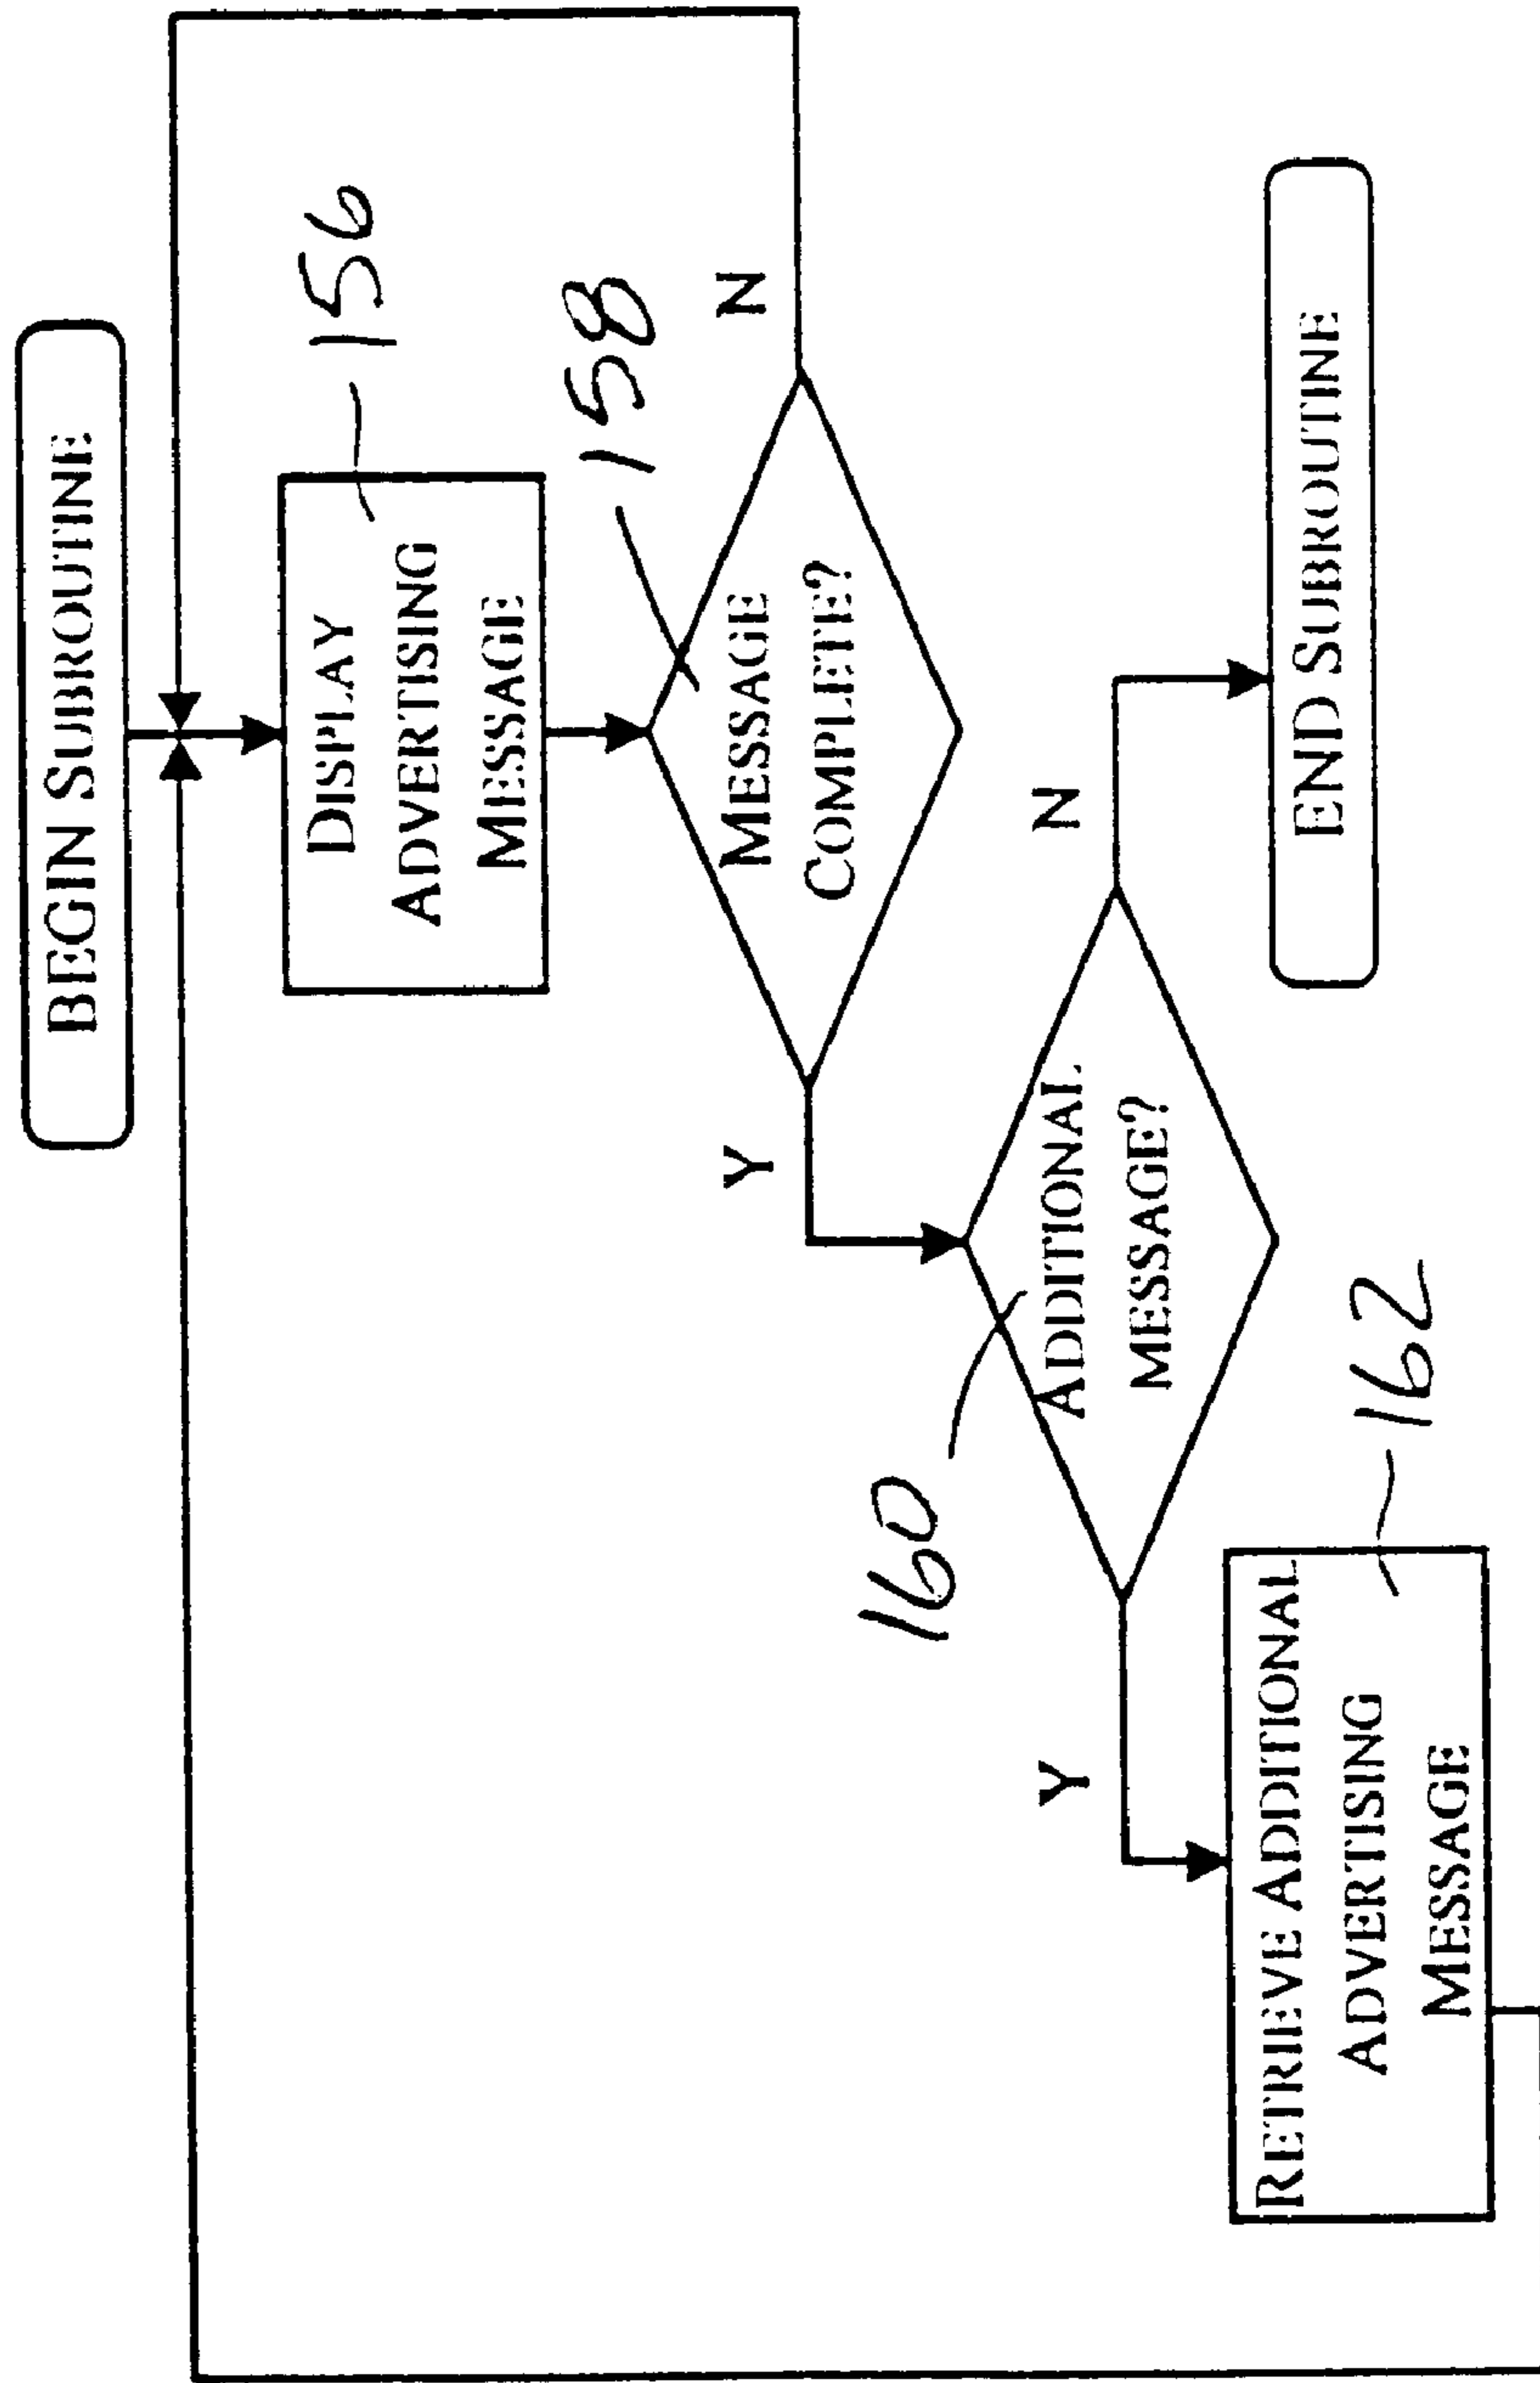 BEGIN SUBROUTINE
DISPLAY
ADVERTISING
MESSAGE
156
158
MESSAGE
COMPLETE?
N
Y
160
ADDITIONAL
MESSAGE?
N
Y
END SUBROUTINE
RETRIEVE ADDITIONAL
ADVERTISING
MESSAGE
162